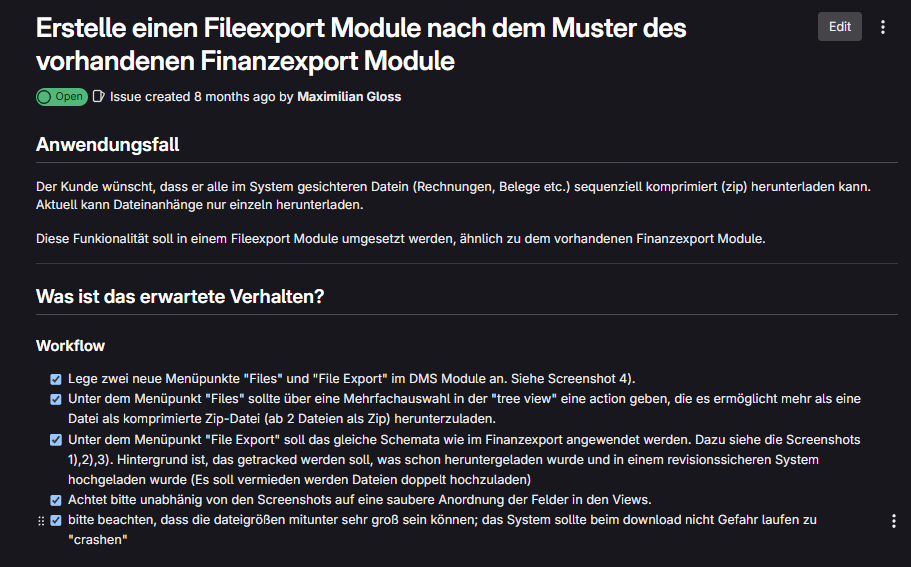 Erstelle einen Fileexport Module nach dem Muster des
vorhandenen Finanzexport Module
Edit
Open Issue created 8 months ago by Maximilian Gloss
Anwendungsfall
Der Kunde wünscht, dass er alle im System gesichteren Datein (Rechnungen, Belege etc.) sequenziell komprimiert (zip) herunterladen kann.
Aktuell kann Dateinanhänge nur einzeln herunterladen.
Diese Funkionalität soll in einem Fileexport Module umgesetzt werden, ähnlich zu dem vorhandenen Finanzexport Module.
Was ist das erwartete Verhalten?
Workflow
Lege zwei neue Menüpunkte "Files" und "File Export" im DMS Module an. Siehe Screenshot 4).
Unter dem Menüpunkt "Files" sollte über eine Mehrfachauswahl in der "tree view" eine action geben, die es ermöglicht mehr als eine
Datei als komprimierte Zip-Datei (ab 2 Dateien als Zip) herunterzuladen.
Unter dem Menüpunkt "File Export" soll das gleiche Schemata wie im Finanzexport angewendet werden. Dazu siehe die Screenshots
1),2),3). Hintergrund ist, das getracked werden soll, was schon heruntergeladen wurde und in einem revisionssicheren System
hochgeladen wurde (Es soll vermieden werden Dateien doppelt hochzuladen)
Achtet bitte unabhänig von den Screenshots auf eine saubere Anordnung der Felder in den Views.
bitte beachten, dass die dateigrößen mitunter sehr groß sein können; das System sollte beim download nicht Gefahr laufen zu
"crashen"